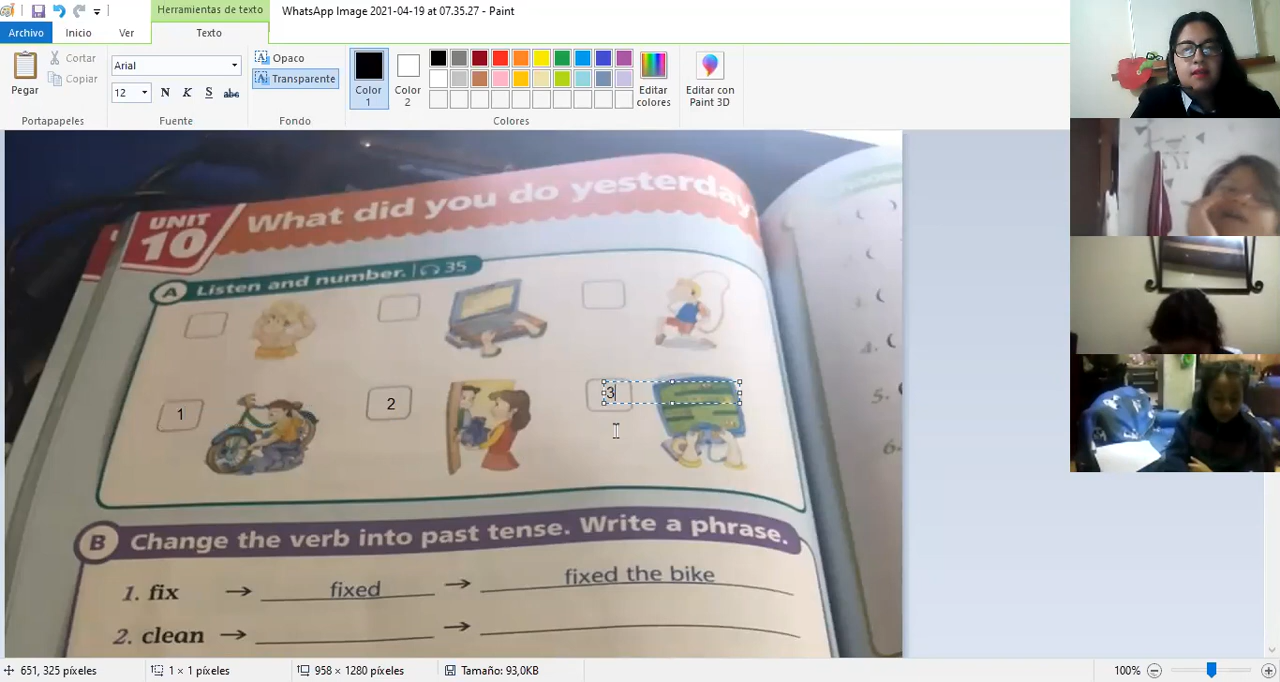 Herramientas de texto
WhatsApp Image 2021-04-19 at 07.35.27 - Paint
Archivo
Inicio
Ver
Texto
Pegar
Cortar
Copiar
Portapapeles
Arial
12
N K S abc
Fuente
Opaco
Transparente
Fondo
Color 1
Color 2
Editar colores
Colores
Editar con Paint 3D
UNIT 10
What did you do yesterday
A Listen and number. 35
1
2
3
4.
5.
6.
B Change the verb into past tense. Write a phrase.
1. fix → fixed → fixed the bike
2. clean → →
651, 325 píxeles
1 × 1 píxeles
958 × 1280 píxeles
Tamaño: 93,0KB
100%